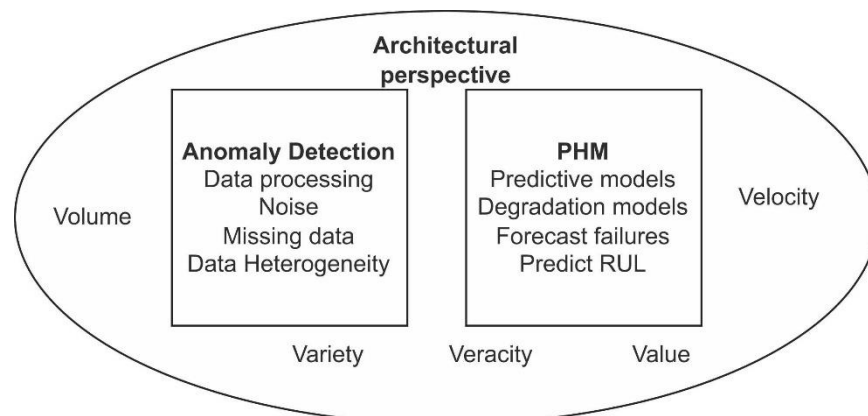 Architectural
perspective
Anomaly Detection
Data processing
Noise
Missing data
Data Heterogeneity
PHM
Predictive models
Degradation models
Forecast failures
Predict RUL
Volume
Velocity
Variety
Veracity
Value